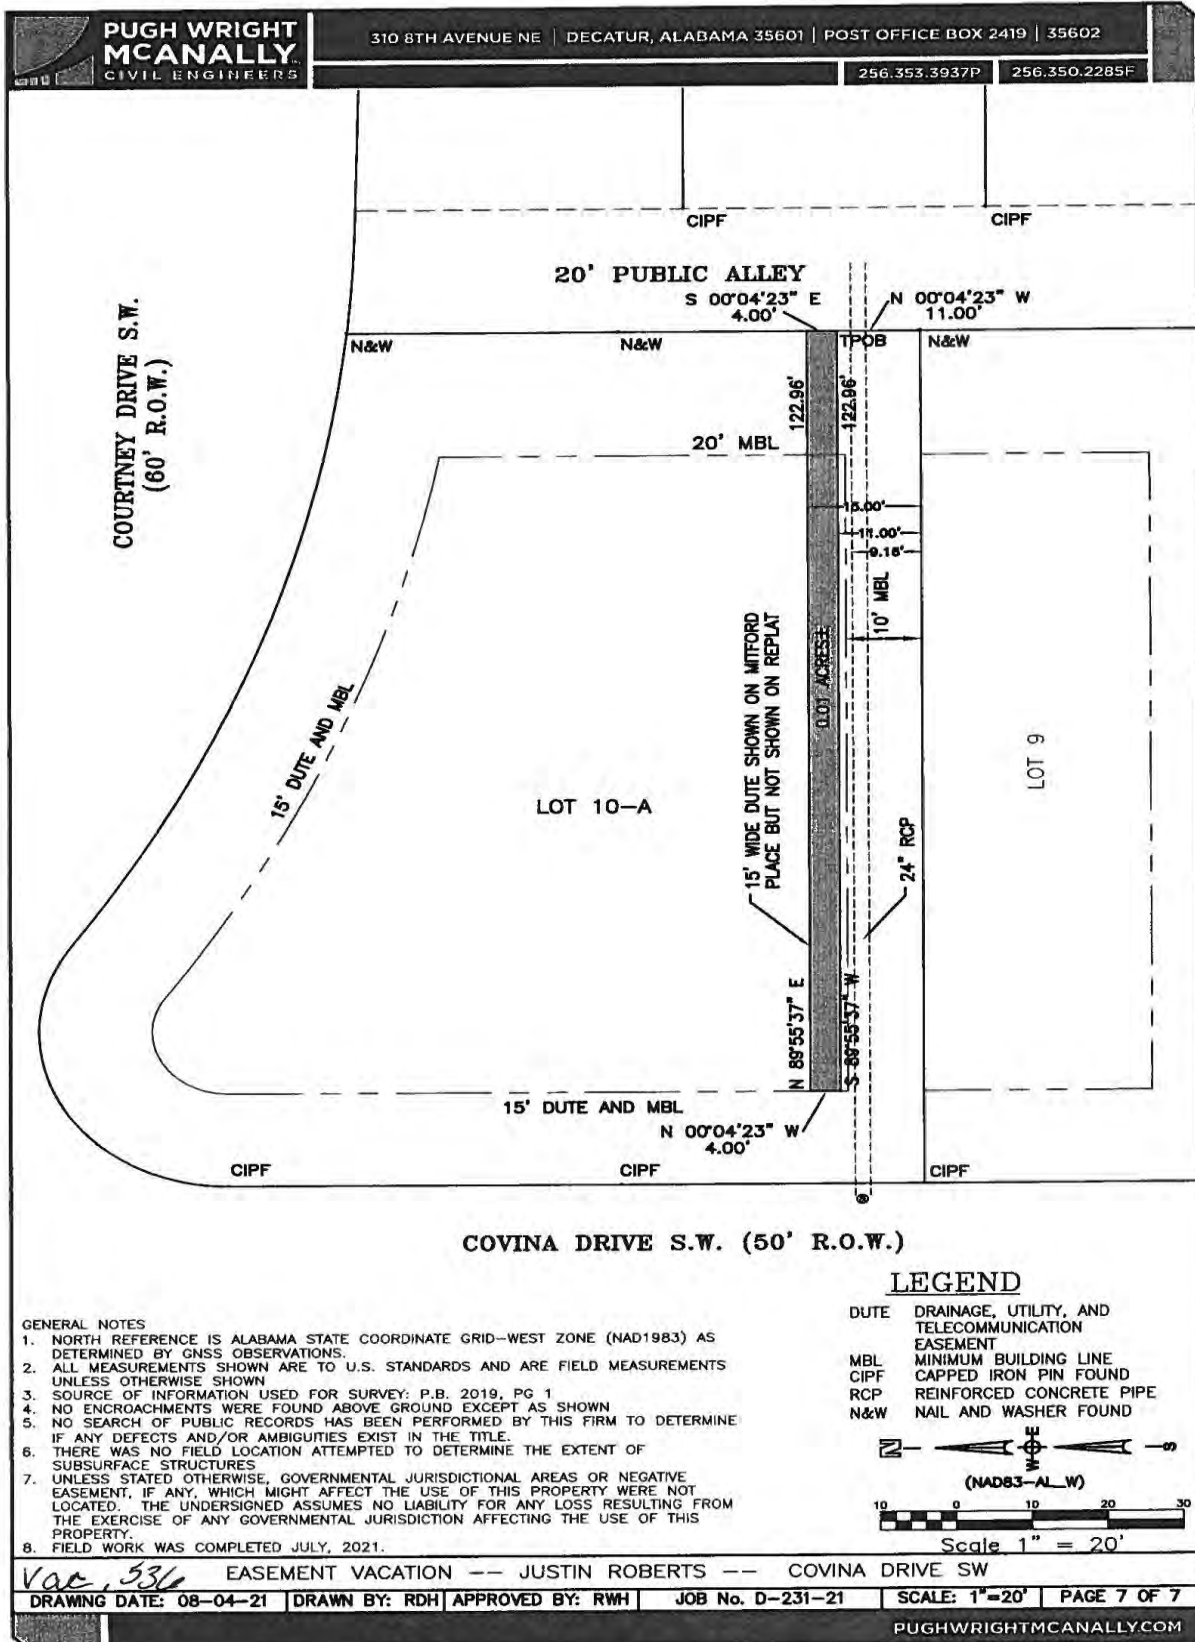 PUGH WRIGHT
MCANALLY
CIVIL ENGINEERS
310 8TH AVENUE NE | DECATUR, ALABAMA 35601 | POST OFFICE BOX 2419 | 35602
256.353.3937P
256.350.2285F
CIPF
CIPF
20' PUBLIC ALLEY
S 00°04'23" E
4.00'
N 00°04'23" W
11.00'
N&W
N&W
TPOB
N&W
COURTNEY DRIVE S.W.
(60' R.O.W.)
122.96'
122.96'
20' MBL
15.00'
11.00'
9.16'
10' MBL
15' DUTE AND MBL
15' WIDE DUTE SHOWN ON MITFORD
PLACE BUT NOT SHOWN ON REPLAT
0.01 ACRES±
LOT 10-A
LOT 9
24" RCP
N 89°55'37" E
S 89°55'37" W
15' DUTE AND MBL
N 00°04'23" W
4.00'
CIPF
CIPF
CIPF
COVINA DRIVE S.W. (50' R.O.W.)
LEGEND
DUTE DRAINAGE, UTILITY, AND
TELECOMMUNICATION
EASEMENT
MBL MINIMUM BUILDING LINE
CIPF CAPPED IRON PIN FOUND
RCP REINFORCED CONCRETE PIPE
N&W NAIL AND WASHER FOUND
GENERAL NOTES
1. NORTH REFERENCE IS ALABAMA STATE COORDINATE GRID-WEST ZONE (NAD1983) AS
DETERMINED BY GNSS OBSERVATIONS.
2. ALL MEASUREMENTS SHOWN ARE TO U.S. STANDARDS AND ARE FIELD MEASUREMENTS
UNLESS OTHERWISE SHOWN
3. SOURCE OF INFORMATION USED FOR SURVEY: P.B. 2019, PG 1
4. NO ENCROACHMENTS WERE FOUND ABOVE GROUND EXCEPT AS SHOWN
5. NO SEARCH OF PUBLIC RECORDS HAS BEEN PERFORMED BY THIS FIRM TO DETERMINE
IF ANY DEFECTS AND/OR AMBIGUITIES EXIST IN THE TITLE.
6. THERE WAS NO FIELD LOCATION ATTEMPTED TO DETERMINE THE EXTENT OF
SUBSURFACE STRUCTURES
7. UNLESS STATED OTHERWISE, GOVERNMENTAL JURISDICTIONAL AREAS OR NEGATIVE
EASEMENT, IF ANY, WHICH MIGHT AFFECT THE USE OF THIS PROPERTY WERE NOT
LOCATED. THE UNDERSIGNED ASSUMES NO LIABILITY FOR ANY LOSS RESULTING FROM
THE EXERCISE OF ANY GOVERNMENTAL JURISDICTION AFFECTING THE USE OF THIS
PROPERTY.
8. FIELD WORK WAS COMPLETED JULY, 2021.
N E W S
(NAD83-AL_W)
10 0 10 20 30
Scale 1" = 20'
Vac. 536
EASEMENT VACATION -- JUSTIN ROBERTS -- COVINA DRIVE SW
DRAWING DATE: 08-04-21 DRAWN BY: RDH APPROVED BY: RWH JOB No. D-231-21 SCALE: 1"=20' PAGE 7 OF 7
PUGHWRIGHTMCANALLY.COM